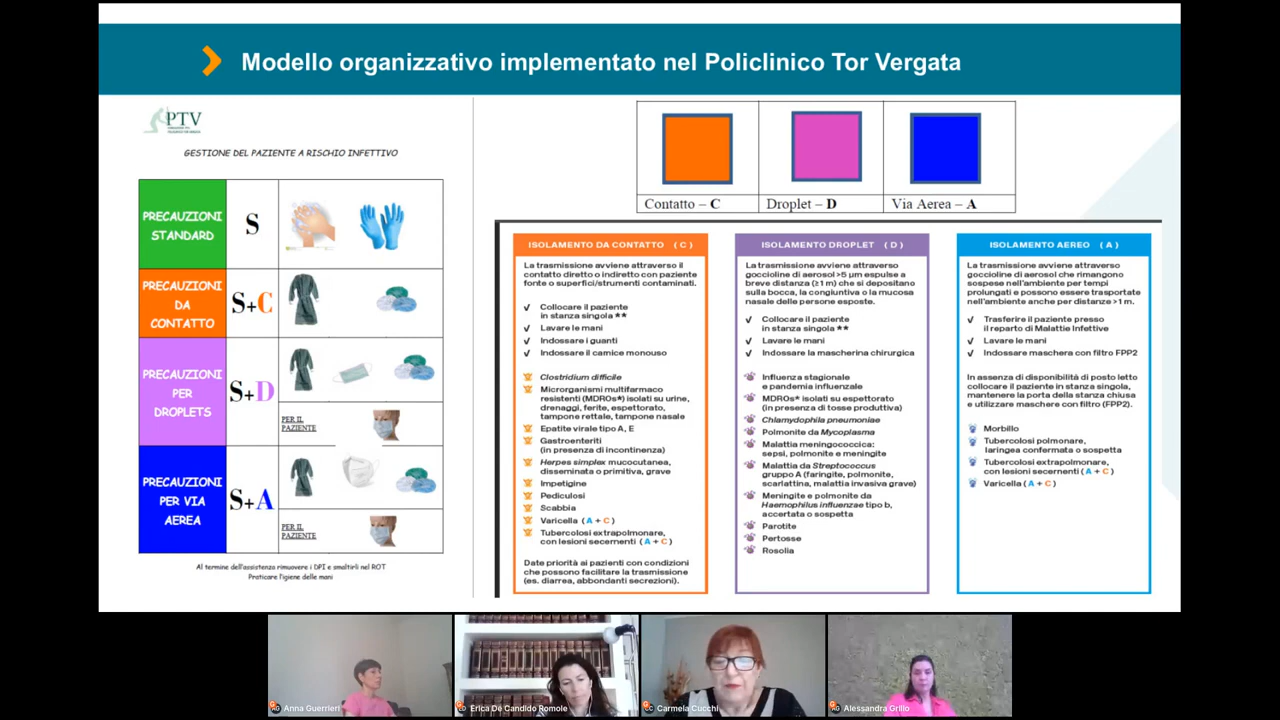 Modello organizzativo implementato nel Policlinico Tor Vergata
PTV
GESTIONE DEL PAZIENTE A RISCHIO INFETTIVO
PRECAUZIONI
STANDARD
S
PRECAUZIONI
DA
CONTATTO
S+C
PRECAUZIONI
PER
DROPLETS
S+D
PER IL
PAZIENTE
PRECAUZIONI
PER VIA
AEREA
S+A
PER IL
PAZIENTE
Al termine dell'assistenza rimuovere i DPI e smaltirli nel ROT
Praticare l'igiene delle mani
Contatto – C
Droplet – D
Via Aerea – A
ISOLAMENTO DA CONTATTO ( C )
La trasmissione avviene attraverso il
contatto diretto o indiretto con paziente
fonte o superfici/strumenti contaminati.
✓ Collocare il paziente
in stanza singola **
✓ Lavare le mani
✓ Indossare i guanti
✓ Indossare il camice monouso
Clostridium difficile
Microrganismi multifarmaco
resistenti (MDROs*) isolati su urine,
drenaggi, ferite, espettorato,
tampone rettale, tampone nasale
Epatite virale tipo A, E
Gastroenteriti
(in presenza di incontinenza)
Herpes simplex mucocutanea,
disseminata o primitiva, grave
Impetigine
Pediculosi
Scabbia
Varicella ( A + C )
Tubercolosi extrapolmonare,
con lesioni secernenti ( A + C )
Date priorità ai pazienti con condizioni
che possono facilitare la trasmissione
(es. diarrea, abbondanti secrezioni).
ISOLAMENTO DROPLET ( D )
La trasmissione avviene attraverso
goccioline di aerosol >5 µm espulse a
breve distanza (≥1 m) che si depositano
sulla bocca, la congiuntiva o la mucosa
nasale delle persone esposte.
✓ Collocare il paziente
in stanza singola **
✓ Lavare le mani
✓ Indossare la mascherina chirurgica
Influenza stagionale
e pandemia influenzale
MDROs* isolati su espettorato
(in presenza di tosse produttiva)
Chlamydophila pneumoniae
Polmonite da Mycoplasma
Malattia meningococcica:
sepsi, polmonite e meningite
Malattia da Streptococcus
gruppo A (faringite, polmonite,
scarlattina, malattia invasiva grave)
Meningite e polmonite da
Haemophilus influenzae tipo b,
accertata o sospetta
Parotite
Pertosse
Rosolia
ISOLAMENTO AEREO ( A )
La trasmissione avviene attraverso
goccioline di aerosol che rimangono
sospese nell'ambiente per tempi
prolungati e possono essere trasportate
nell'ambiente anche per distanze >1 m.
✓ Trasferire il paziente presso
il reparto di Malattie Infettive
✓ Lavare le mani
✓ Indossare maschera con filtro FPP2
In assenza di disponibilità di posto letto
collocare il paziente in stanza singola,
mantenere la porta della stanza chiusa
e utilizzare maschere con filtro (FPP2).
Morbillo
Tubercolosi polmonare,
laringea confermata o sospetta
Tubercolosi extrapolmonare,
con lesioni secernenti ( A + C )
Varicella ( A + C )
AG Anna Guerrieri
Erica De Candido Romole
CC Carmela Cucchi
AG Alessandra Grillo